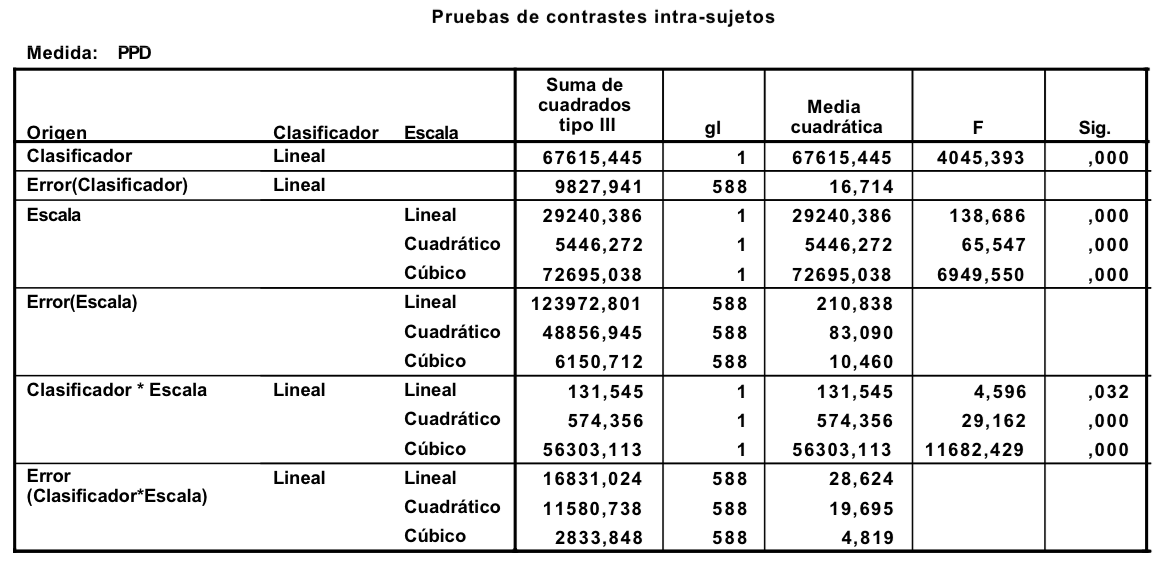 Pruebas de contrastes intra-sujetos
Medida: PPD
Origen Clasificador Escala Suma de cuadrados tipo III gl Media cuadrática F Sig.
Clasificador Lineal 67615,445 1 67615,445 4045,393 ,000
Error(Clasificador) Lineal 9827,941 588 16,714
Escala Lineal 29240,386 1 29240,386 138,686 ,000
Cuadrático 5446,272 1 5446,272 65,547 ,000
Cúbico 72695,038 1 72695,038 6949,550 ,000
Error(Escala) Lineal 123972,801 588 210,838
Cuadrático 48856,945 588 83,090
Cúbico 6150,712 588 10,460
Clasificador * Escala Lineal Lineal 131,545 1 131,545 4,596 ,032
Cuadrático 574,356 1 574,356 29,162 ,000
Cúbico 56303,113 1 56303,113 11682,429 ,000
Error (Clasificador*Escala) Lineal Lineal 16831,024 588 28,624
Cuadrático 11580,738 588 19,695
Cúbico 2833,848 588 4,819